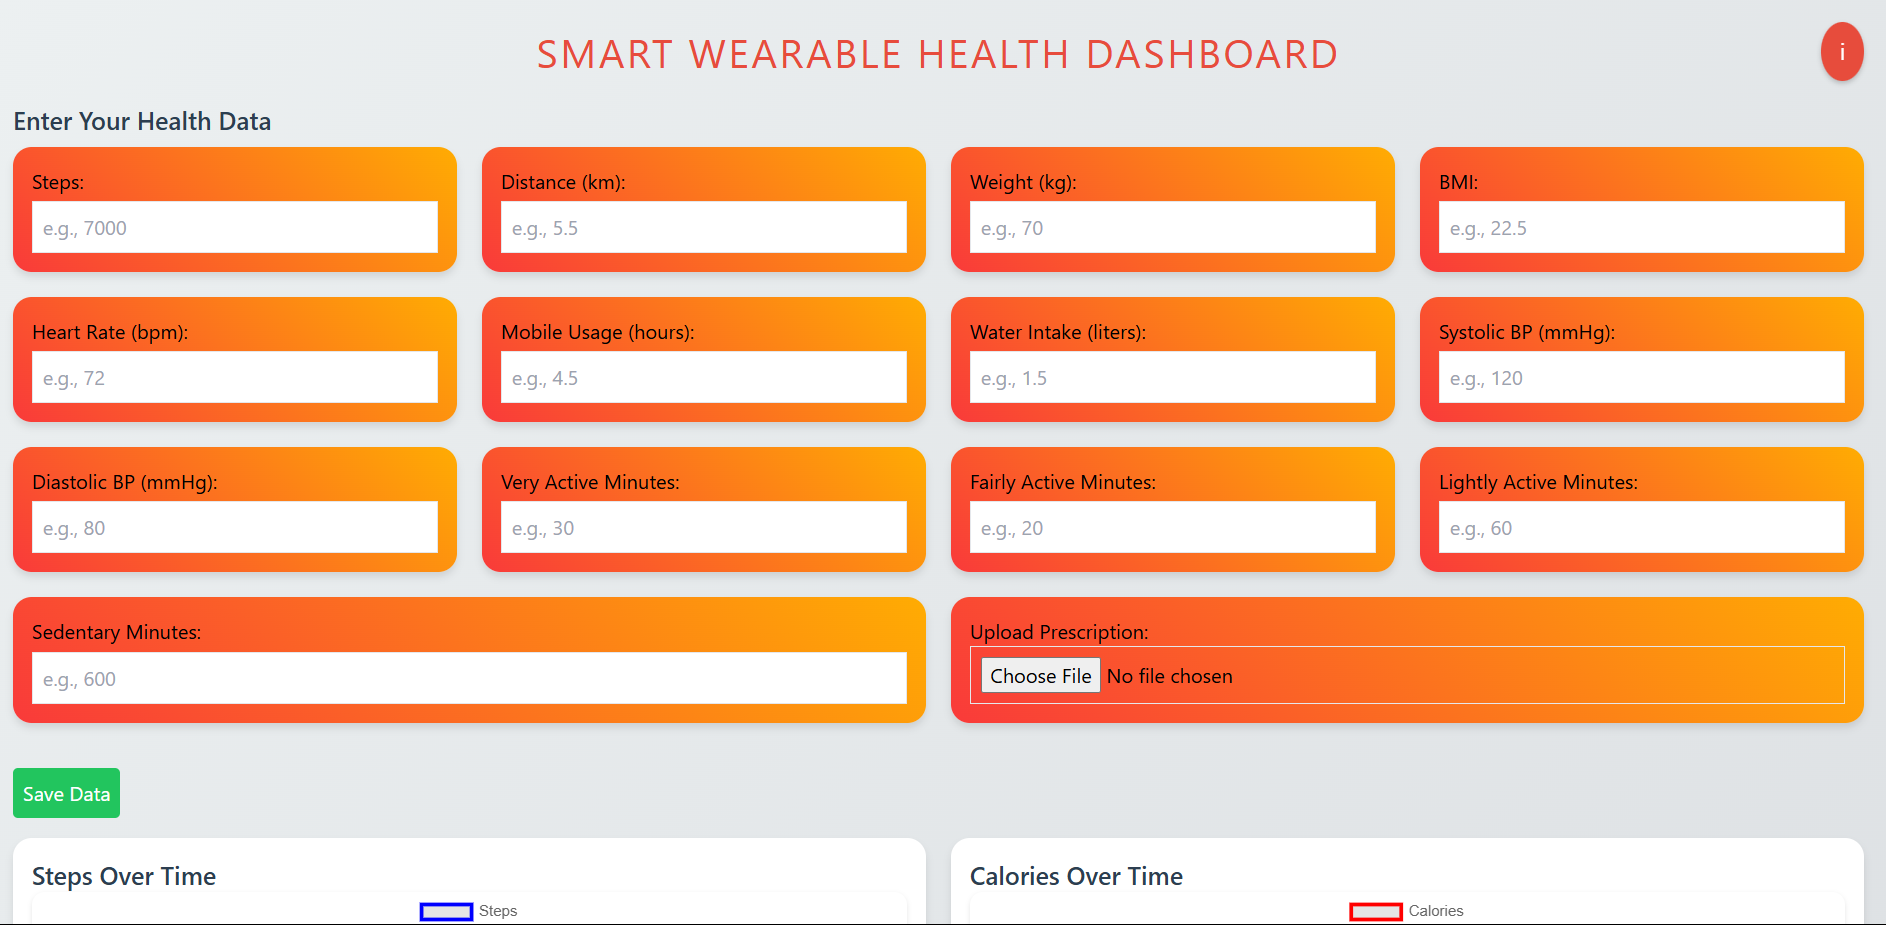 SMART WEARABLE HEALTH DASHBOARD
i
Enter Your Health Data
Steps:
e.g., 7000
Distance (km):
e.g., 5.5
Weight (kg):
e.g., 70
BMI:
e.g., 22.5
Heart Rate (bpm):
e.g., 72
Mobile Usage (hours):
e.g., 4.5
Water Intake (liters):
e.g., 1.5
Systolic BP (mmHg):
e.g., 120
Diastolic BP (mmHg):
e.g., 80
Very Active Minutes:
e.g., 30
Fairly Active Minutes:
e.g., 20
Lightly Active Minutes:
e.g., 60
Sedentary Minutes:
e.g., 600
Upload Prescription:
Choose File No file chosen
Save Data
Steps Over Time
Steps
Calories Over Time
Calories